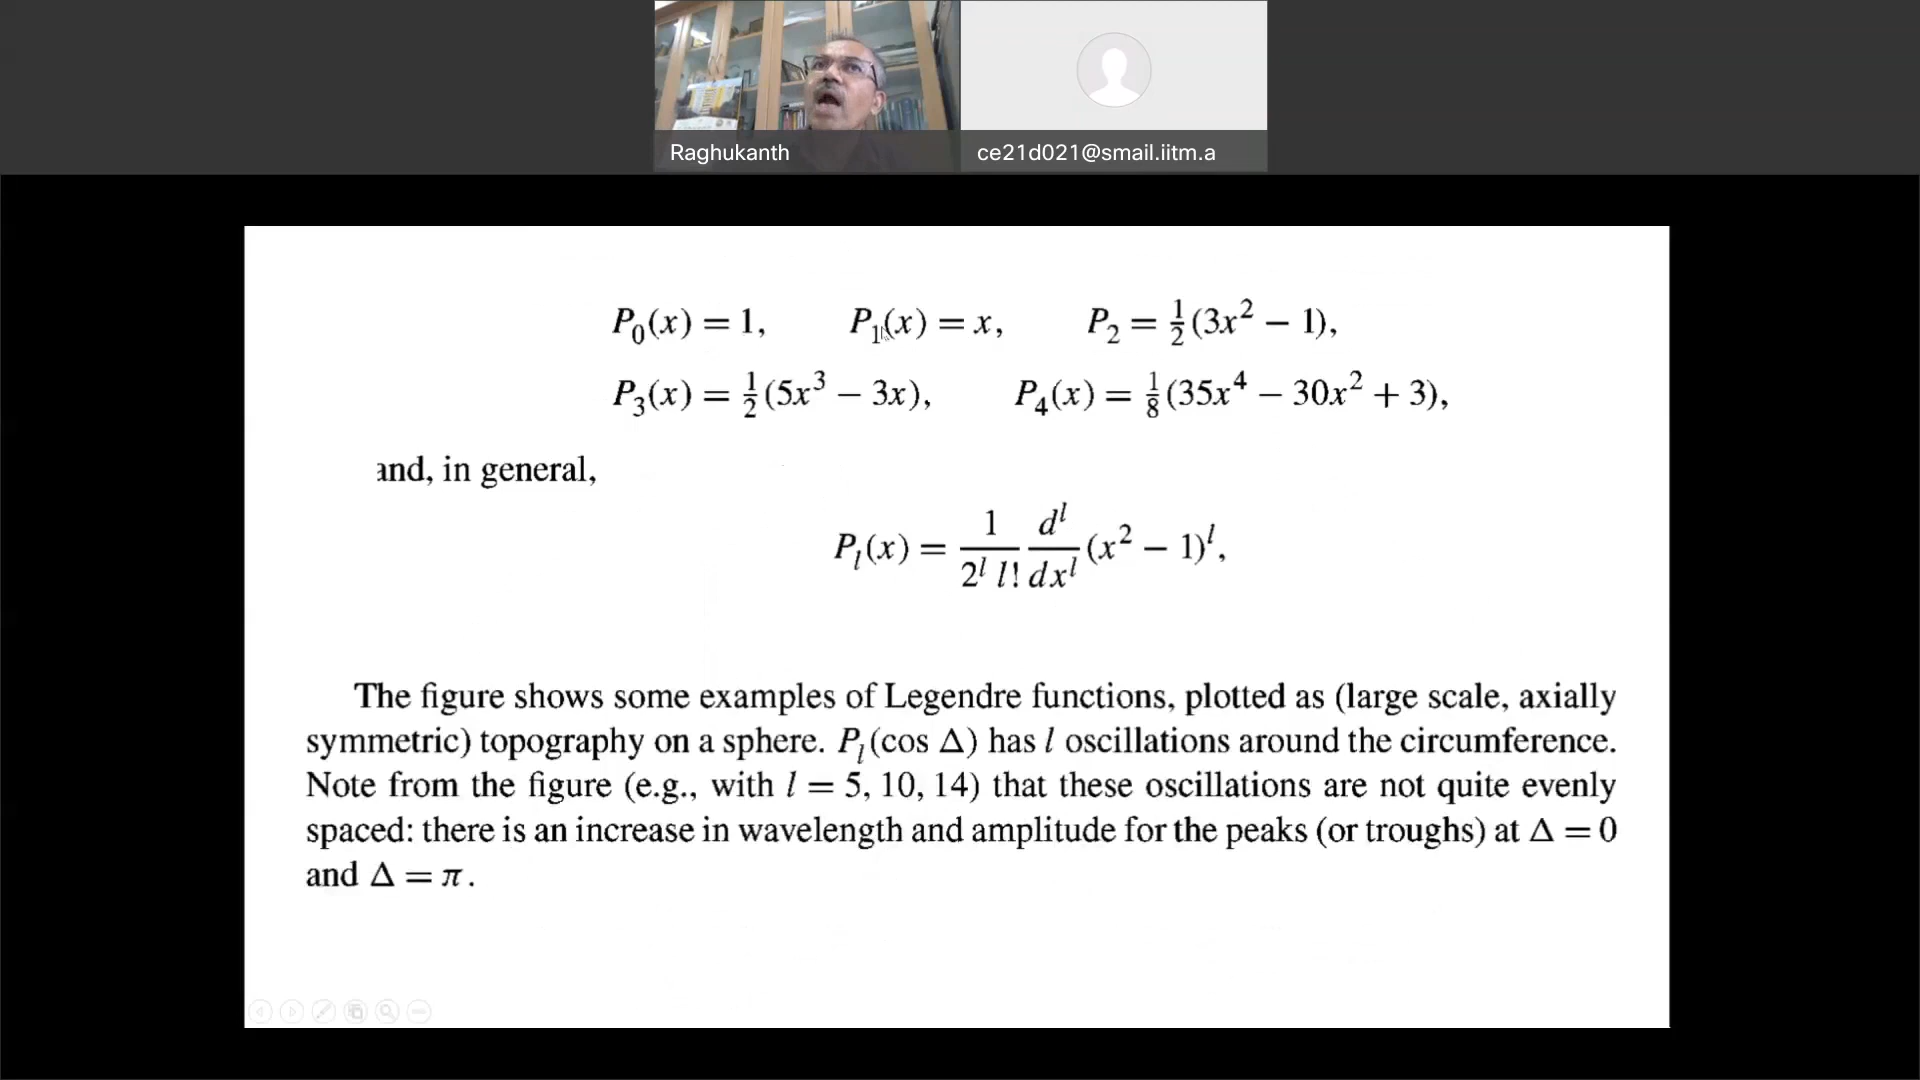 Raghukanth
ce21d021@smail.iitm.a
P₀(x) = 1, P₁(x) = x, P₂ = ½(3x² − 1),
P₃(x) = ½(5x³ − 3x), P₄(x) = ⅛(35x⁴ − 30x² + 3),
and, in general,
P_l(x) = \frac{1}{2^l l!} \frac{d^l}{dx^l} (x² − 1)^l,
The figure shows some examples of Legendre functions, plotted as (large scale, axially
symmetric) topography on a sphere. P_l(cos Δ) has l oscillations around the circumference.
Note from the figure (e.g., with l = 5, 10, 14) that these oscillations are not quite evenly
spaced: there is an increase in wavelength and amplitude for the peaks (or troughs) at Δ = 0
and Δ = π.